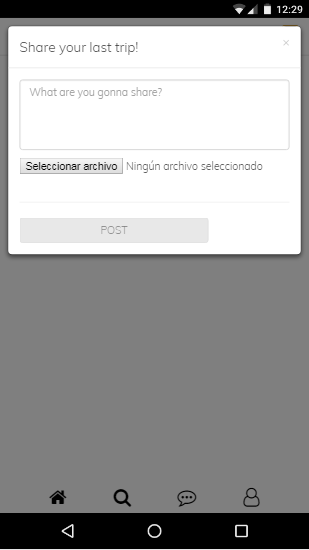 12:29
Share your last trip!
×
What are you gonna share?
Seleccionar archivo Ningún archivo seleccionado
POST